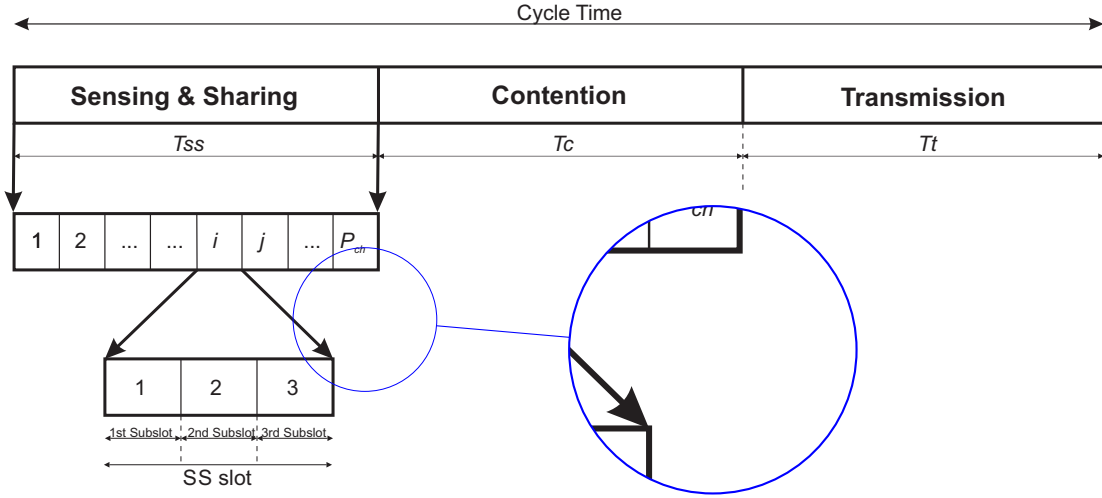 Cycle Time
Sensing & Sharing Contention Transmission
Tss Tc Tt
1 2 ... ... i j ... Pch
ch
1 2 3
1st Subslot 2nd Subslot 3rd Subslot
SS slot